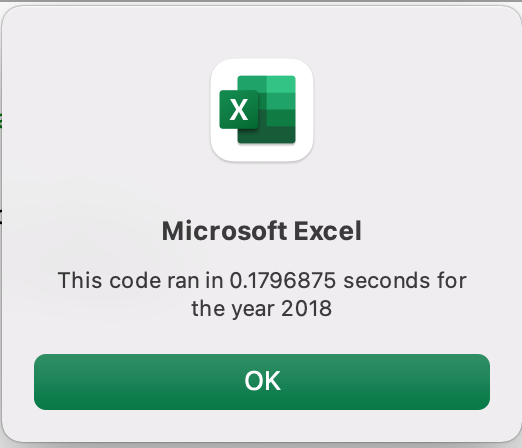 X
Microsoft Excel
This code ran in 0.1796875 seconds for
the year 2018
OK